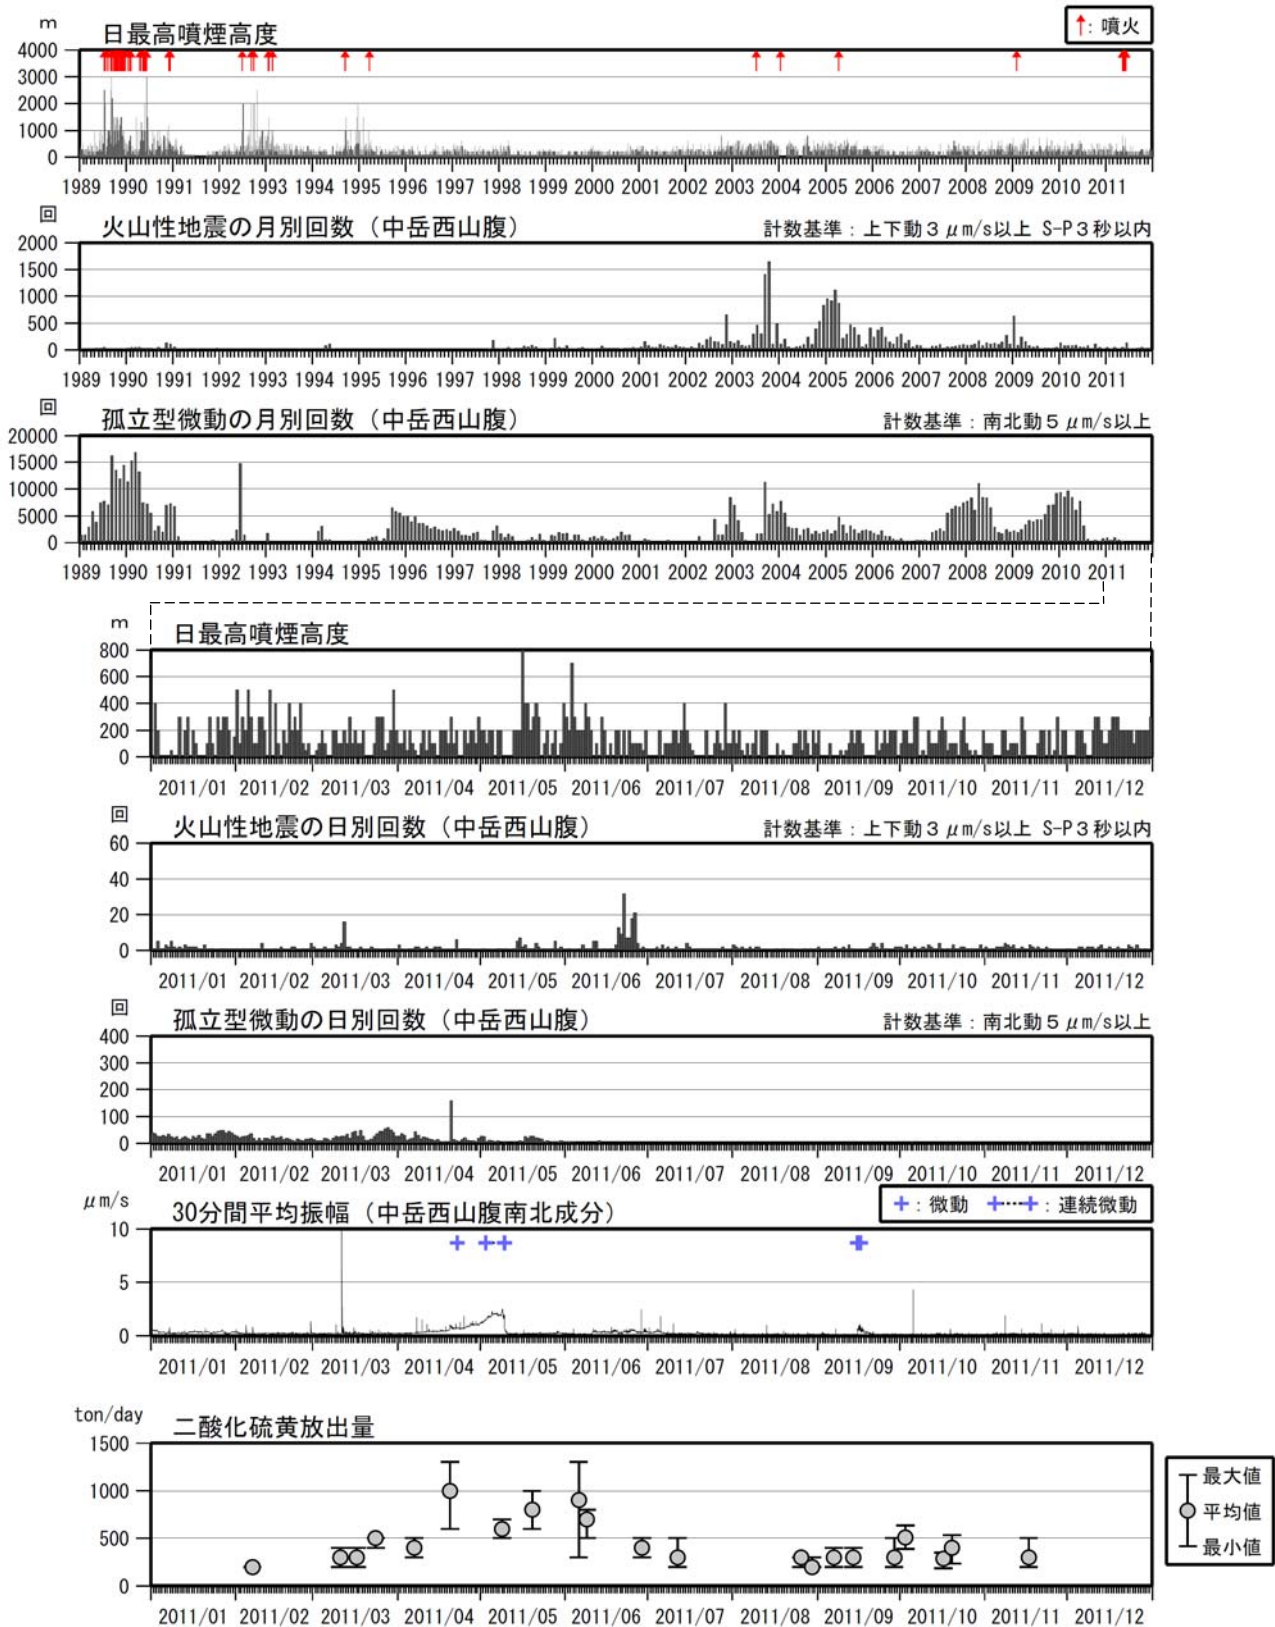 m 日最高噴煙高度 ↑: 噴火
4000
3000
2000
1000
0
1989 1990 1991 1992 1993 1994 1995 1996 1997 1998 1999 2000 2001 2002 2003 2004 2005 2006 2007 2008 2009 2010 2011
回 火山性地震の月別回数（中岳西山腹） 計数基準：上下動３μm/s以上 S-P３秒以内
2000
1500
1000
500
0
1989 1990 1991 1992 1993 1994 1995 1996 1997 1998 1999 2000 2001 2002 2003 2004 2005 2006 2007 2008 2009 2010 2011
回 孤立型微動の月別回数（中岳西山腹） 計数基準：南北動５μm/s以上
20000
15000
10000
5000
0
1989 1990 1991 1992 1993 1994 1995 1996 1997 1998 1999 2000 2001 2002 2003 2004 2005 2006 2007 2008 2009 2010 2011
m 日最高噴煙高度
800
600
400
200
0
2011/01 2011/02 2011/03 2011/04 2011/05 2011/06 2011/07 2011/08 2011/09 2011/10 2011/11 2011/12
回 火山性地震の日別回数（中岳西山腹） 計数基準：上下動３μm/s以上 S-P３秒以内
60
40
20
0
2011/01 2011/02 2011/03 2011/04 2011/05 2011/06 2011/07 2011/08 2011/09 2011/10 2011/11 2011/12
回 孤立型微動の日別回数（中岳西山腹） 計数基準：南北動５μm/s以上
400
300
200
100
0
2011/01 2011/02 2011/03 2011/04 2011/05 2011/06 2011/07 2011/08 2011/09 2011/10 2011/11 2011/12
μm/s 30分間平均振幅（中岳西山腹南北成分） +：微動 +----+：連続微動
10
5
0
2011/01 2011/02 2011/03 2011/04 2011/05 2011/06 2011/07 2011/08 2011/09 2011/10 2011/11 2011/12
ton/day 二酸化硫黄放出量
1500
1000
500
0
2011/01 2011/02 2011/03 2011/04 2011/05 2011/06 2011/07 2011/08 2011/09 2011/10 2011/11 2011/12
最大値
平均値
最小値